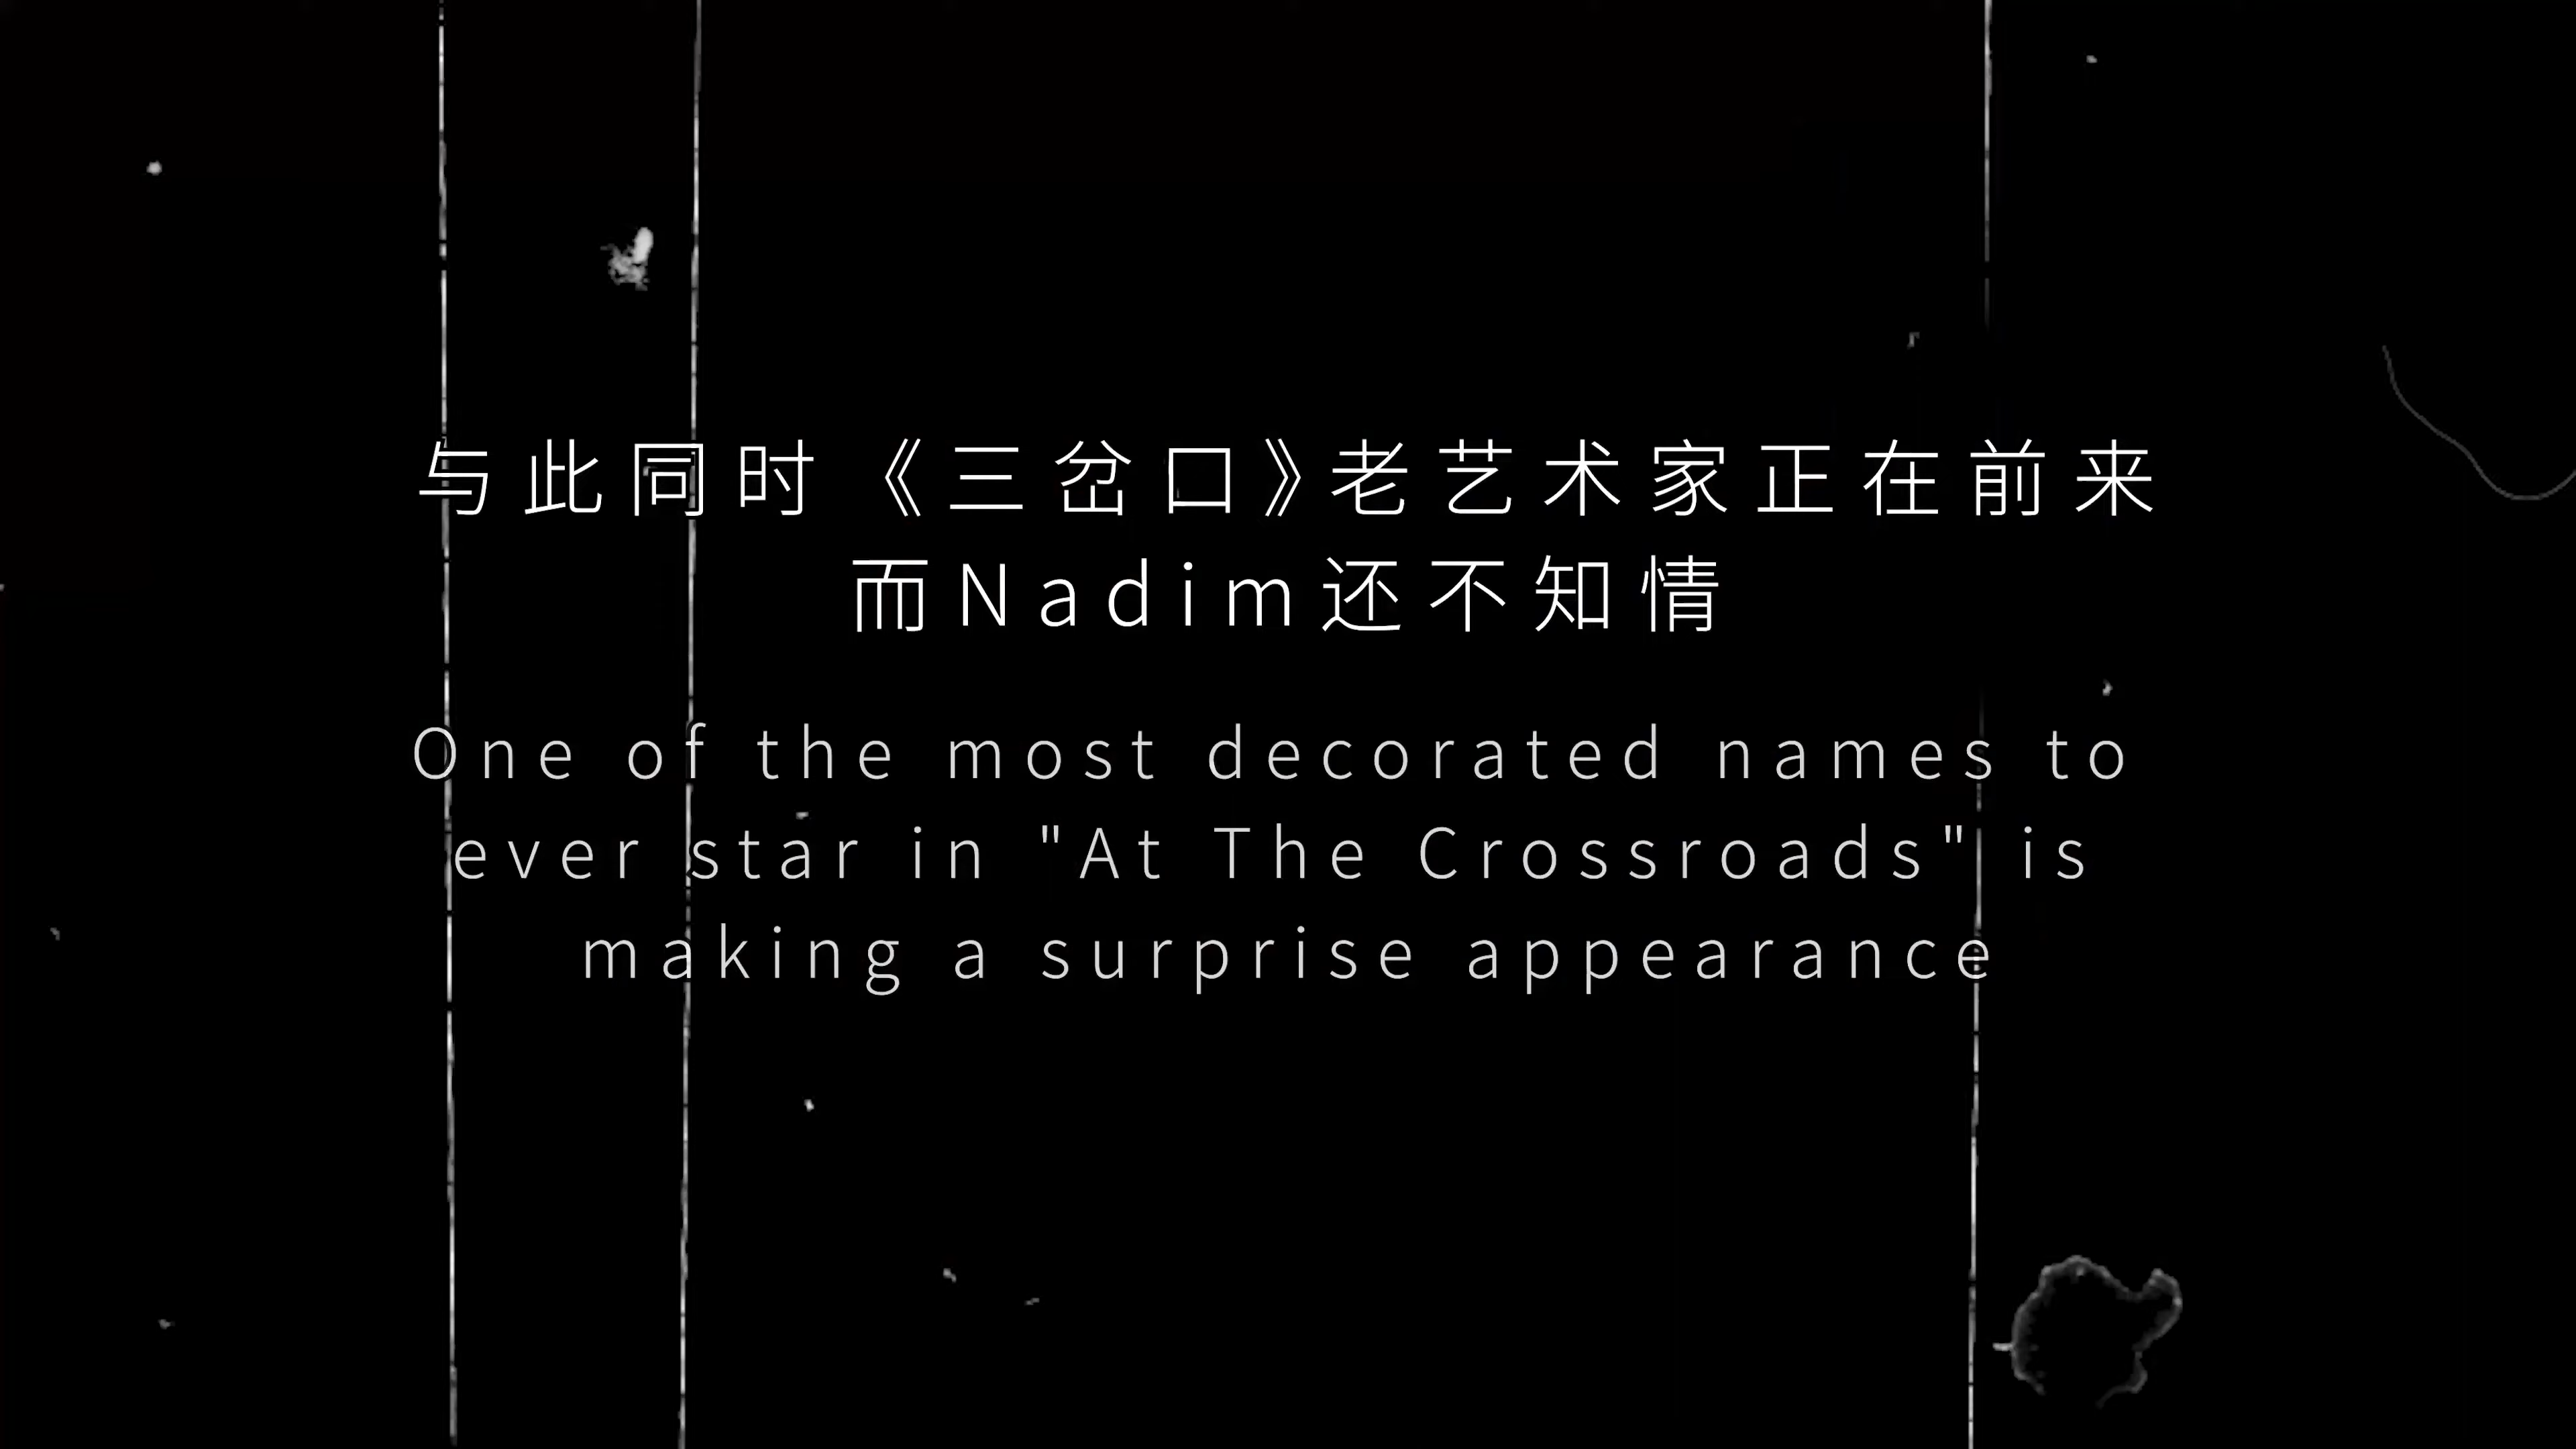 与此同时《三岔口》老艺术家正在前来
而Nadim还不知情
One of the most decorated names to
ever star in "At The Crossroads" is
making a surprise appearance